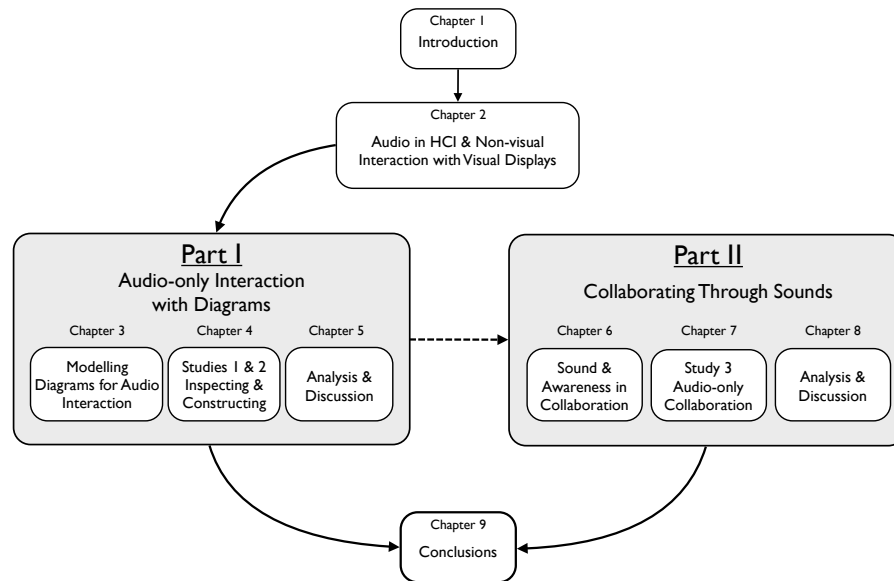 Chapter 1
Introduction
Chapter 2
Audio in HCI & Non-visual
Interaction with Visual Displays
Part I
Audio-only Interaction
with Diagrams
Chapter 3
Modelling
Diagrams for Audio
Interaction
Chapter 4
Studies 1 & 2
Inspecting &
Constructing
Chapter 5
Analysis &
Discussion
Part II
Collaborating Through Sounds
Chapter 6
Sound &
Awareness in
Collaboration
Chapter 7
Study 3
Audio-only
Collaboration
Chapter 8
Analysis &
Discussion
Chapter 9
Conclusions